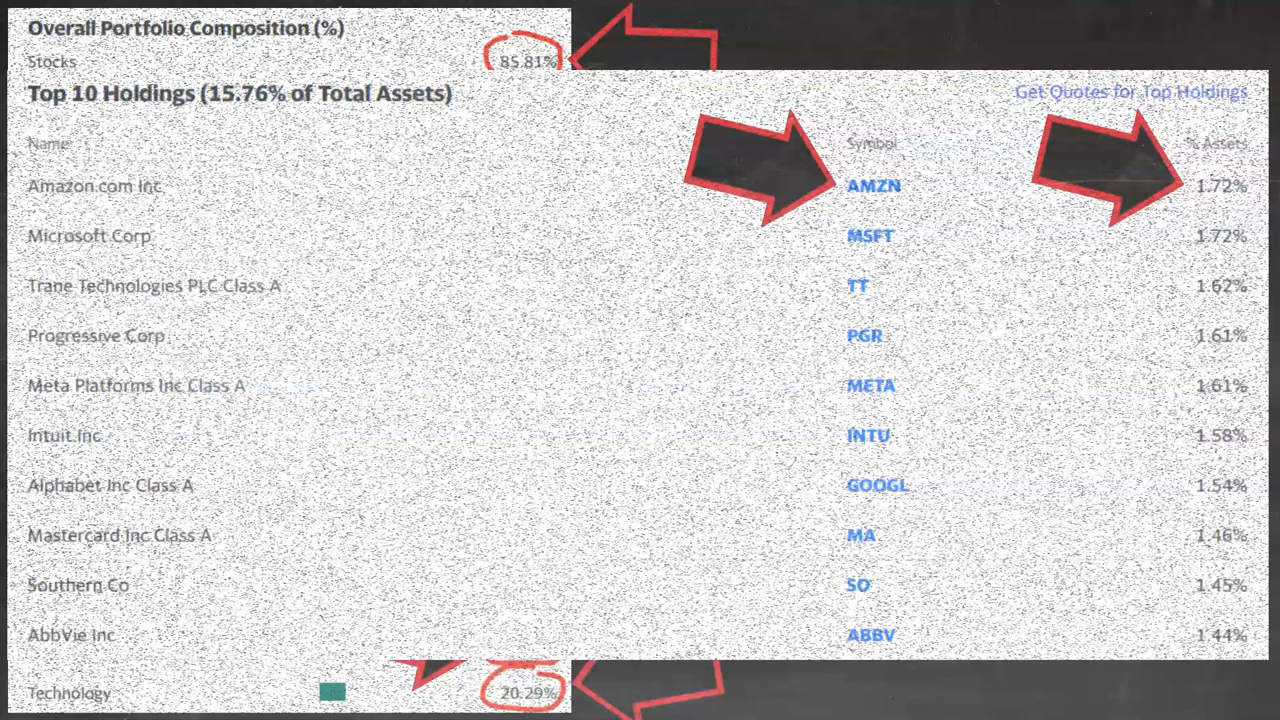 Overall Portfolio Composition (%)
Stocks 85.81%
Top 10 Holdings (15.76% of Total Assets) Get Quotes for Top Holdings
Name Symbol % Assets
Amazon.com Inc AMZN 1.72%
Microsoft Corp MSFT 1.72%
Trane Technologies PLC Class A TT 1.62%
Progressive Corp PGR 1.61%
Meta Platforms Inc Class A META 1.61%
Intuit Inc INTU 1.58%
Alphabet Inc Class A GOOGL 1.54%
Mastercard Inc Class A MA 1.46%
Southern Co SO 1.45%
AbbVie Inc ABBV 1.44%
Technology 20.29%